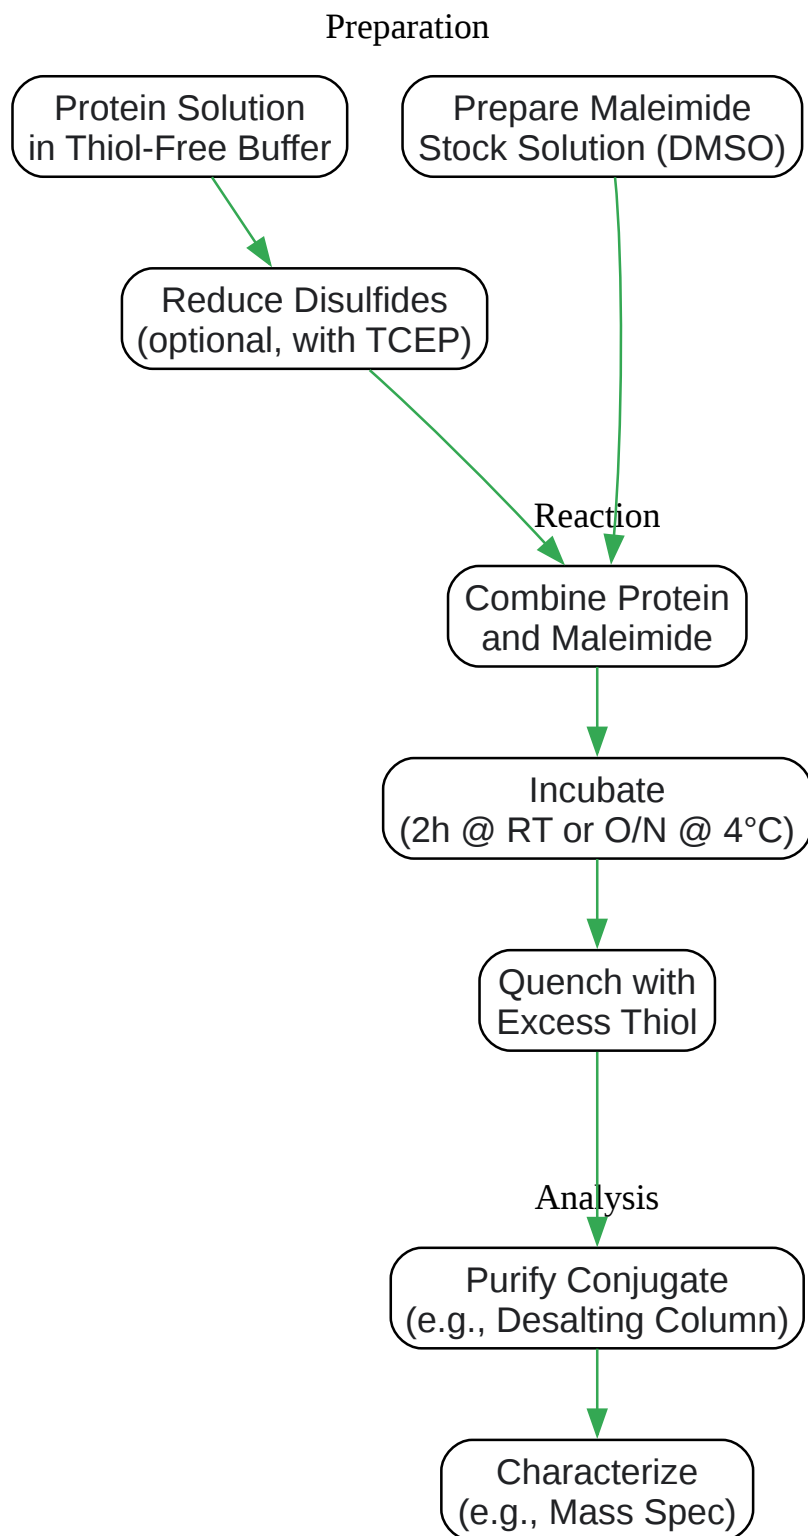 Preparation
Protein Solution
in Thiol-Free Buffer
Prepare Maleimide
Stock Solution (DMSO)
Reduce Disulfides
(optional, with TCEP)
Reaction
Combine Protein
and Maleimide
Incubate
(2h @ RT or O/N @ 4°C)
Quench with
Excess Thiol
Analysis
Purify Conjugate
(e.g., Desalting Column)
Characterize
(e.g., Mass Spec)